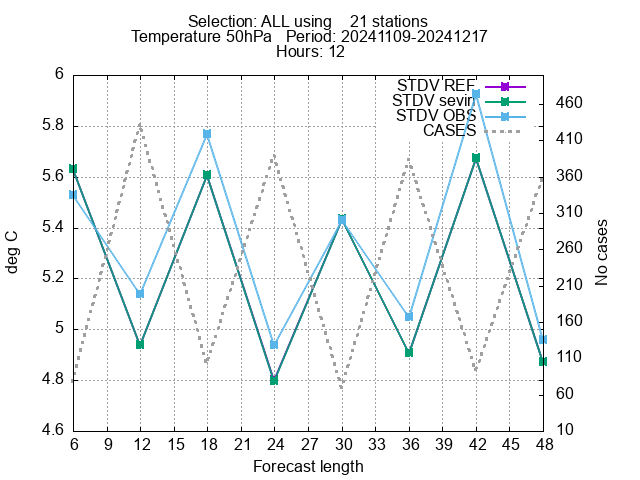 Selection: ALL using    21 stations
Temperature 50hPa   Period: 20241109-20241217
Hours: 12
STDV REF
STDV sevin
STDV OBS
CASES
6
5.8
5.6
5.4
5.2
5
4.8
4.6
460
410
360
310
260
210
160
110
60
10
6 9 12 15 18 21 24 27 30 33 36 39 42 45 48
deg C
No cases
Forecast length